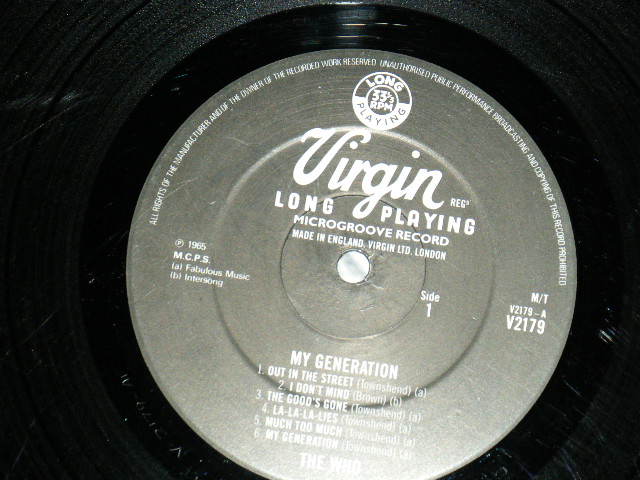 ALL RIGHTS OF THE MANUFACTURER AND OF THE OWNER OF THE RECORDED WORK RESERVED. UNAUTHORISED PUBLIC PERFORMANCE, BROADCASTING AND COPYING OF THIS RECORD PROHIBITED
LONG
33⅓
RPM
PLAYING
Virgin
REGD
LONG PLAYING
MICROGROOVE RECORD
MADE IN ENGLAND. VIRGIN LTD. LONDON
℗ 1965
M.C.P.S.
(a) Fabulous Music
(b) Intersong
Side
1
M/T
V2179-A
V2179
MY GENERATION
1. OUT IN THE STREET (Townshend) (a)
2. I DON'T MIND (Brown) (b)
3. THE GOOD'S GONE (Townshend) (a)
4. LA-LA-LA-LIES (Townshend) (a)
5. MUCH TOO MUCH (Townshend) (a)
6. MY GENERATION (Townshend) (a)
THE WHO